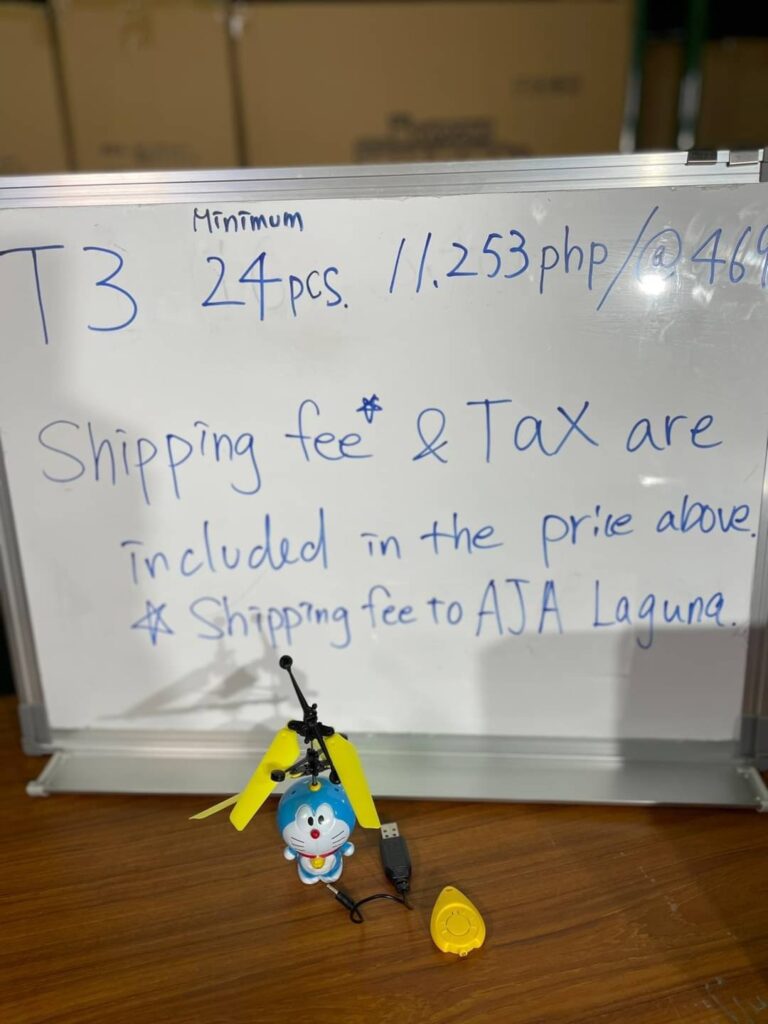 Minimum
T3 24pcs. 11.253php/@469
Shipping fee* & Tax are
included in the price above.
☆ Shipping fee to AJA Laguna.